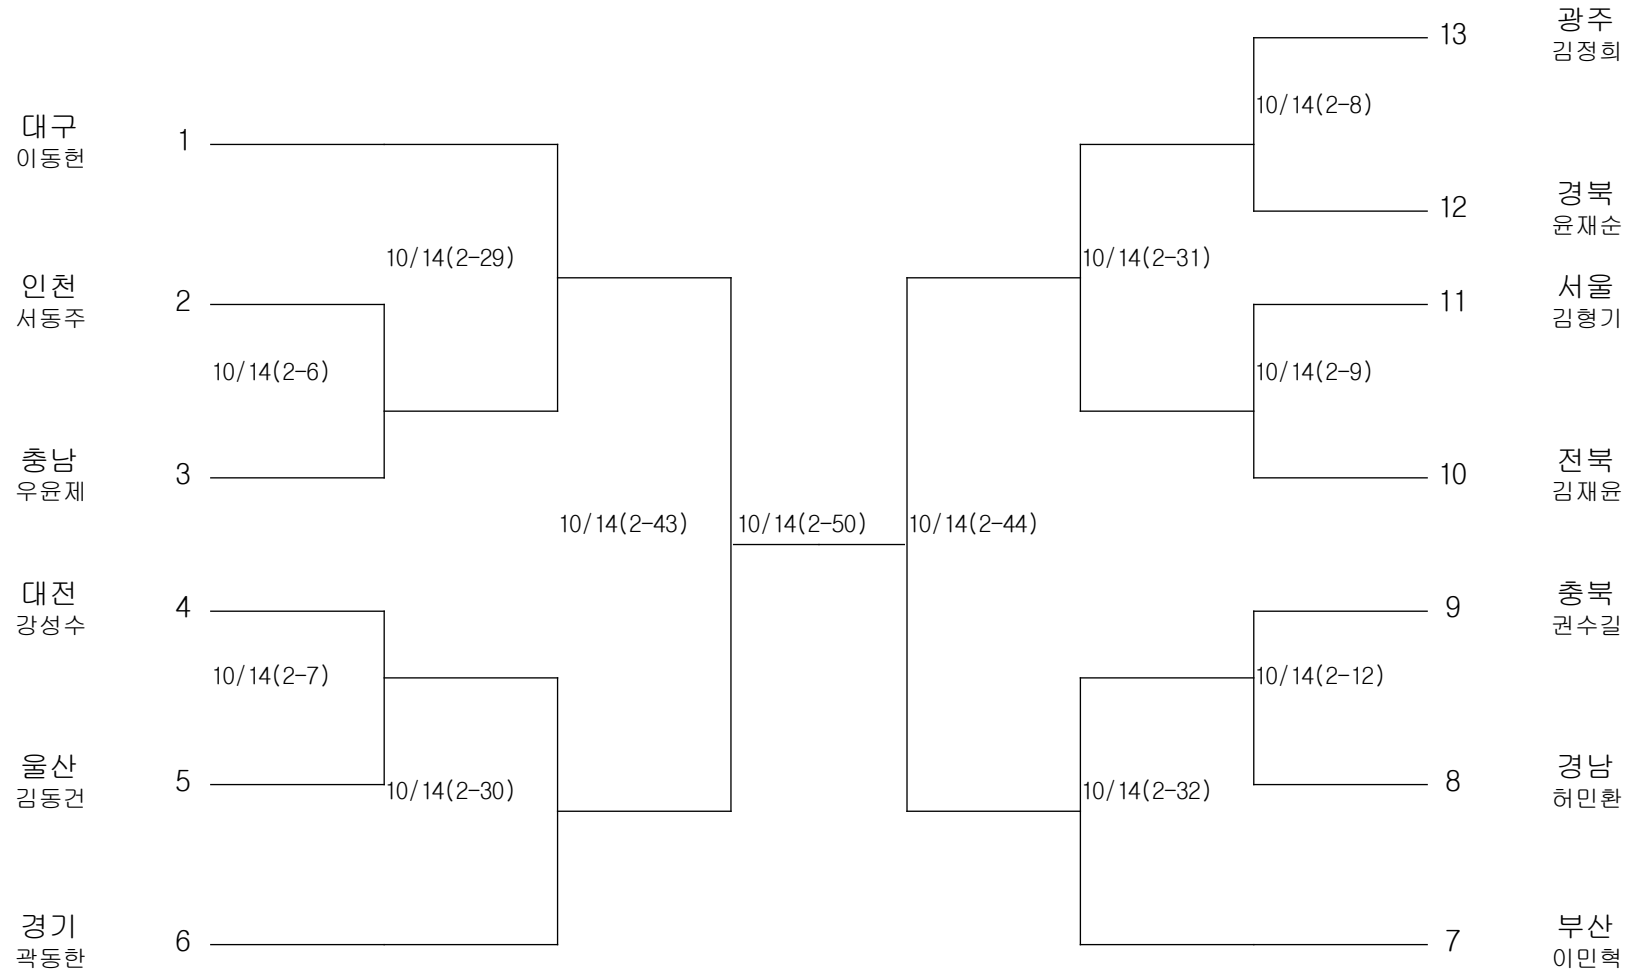 대구
이동헌
1
인천
서동주
2
충남
우윤제
3
대전
강성수
4
울산
김동건
5
경기
곽동한
6
10/14(2-6)
10/14(2-7)
10/14(2-29)
10/14(2-30)
10/14(2-43)
10/14(2-50)
10/14(2-44)
10/14(2-31)
10/14(2-32)
10/14(2-8)
10/14(2-9)
10/14(2-12)
13
광주
김정희
12
경북
윤재순
11
서울
김형기
10
전북
김재윤
9
충북
권수길
8
경남
허민환
7
부산
이민혁